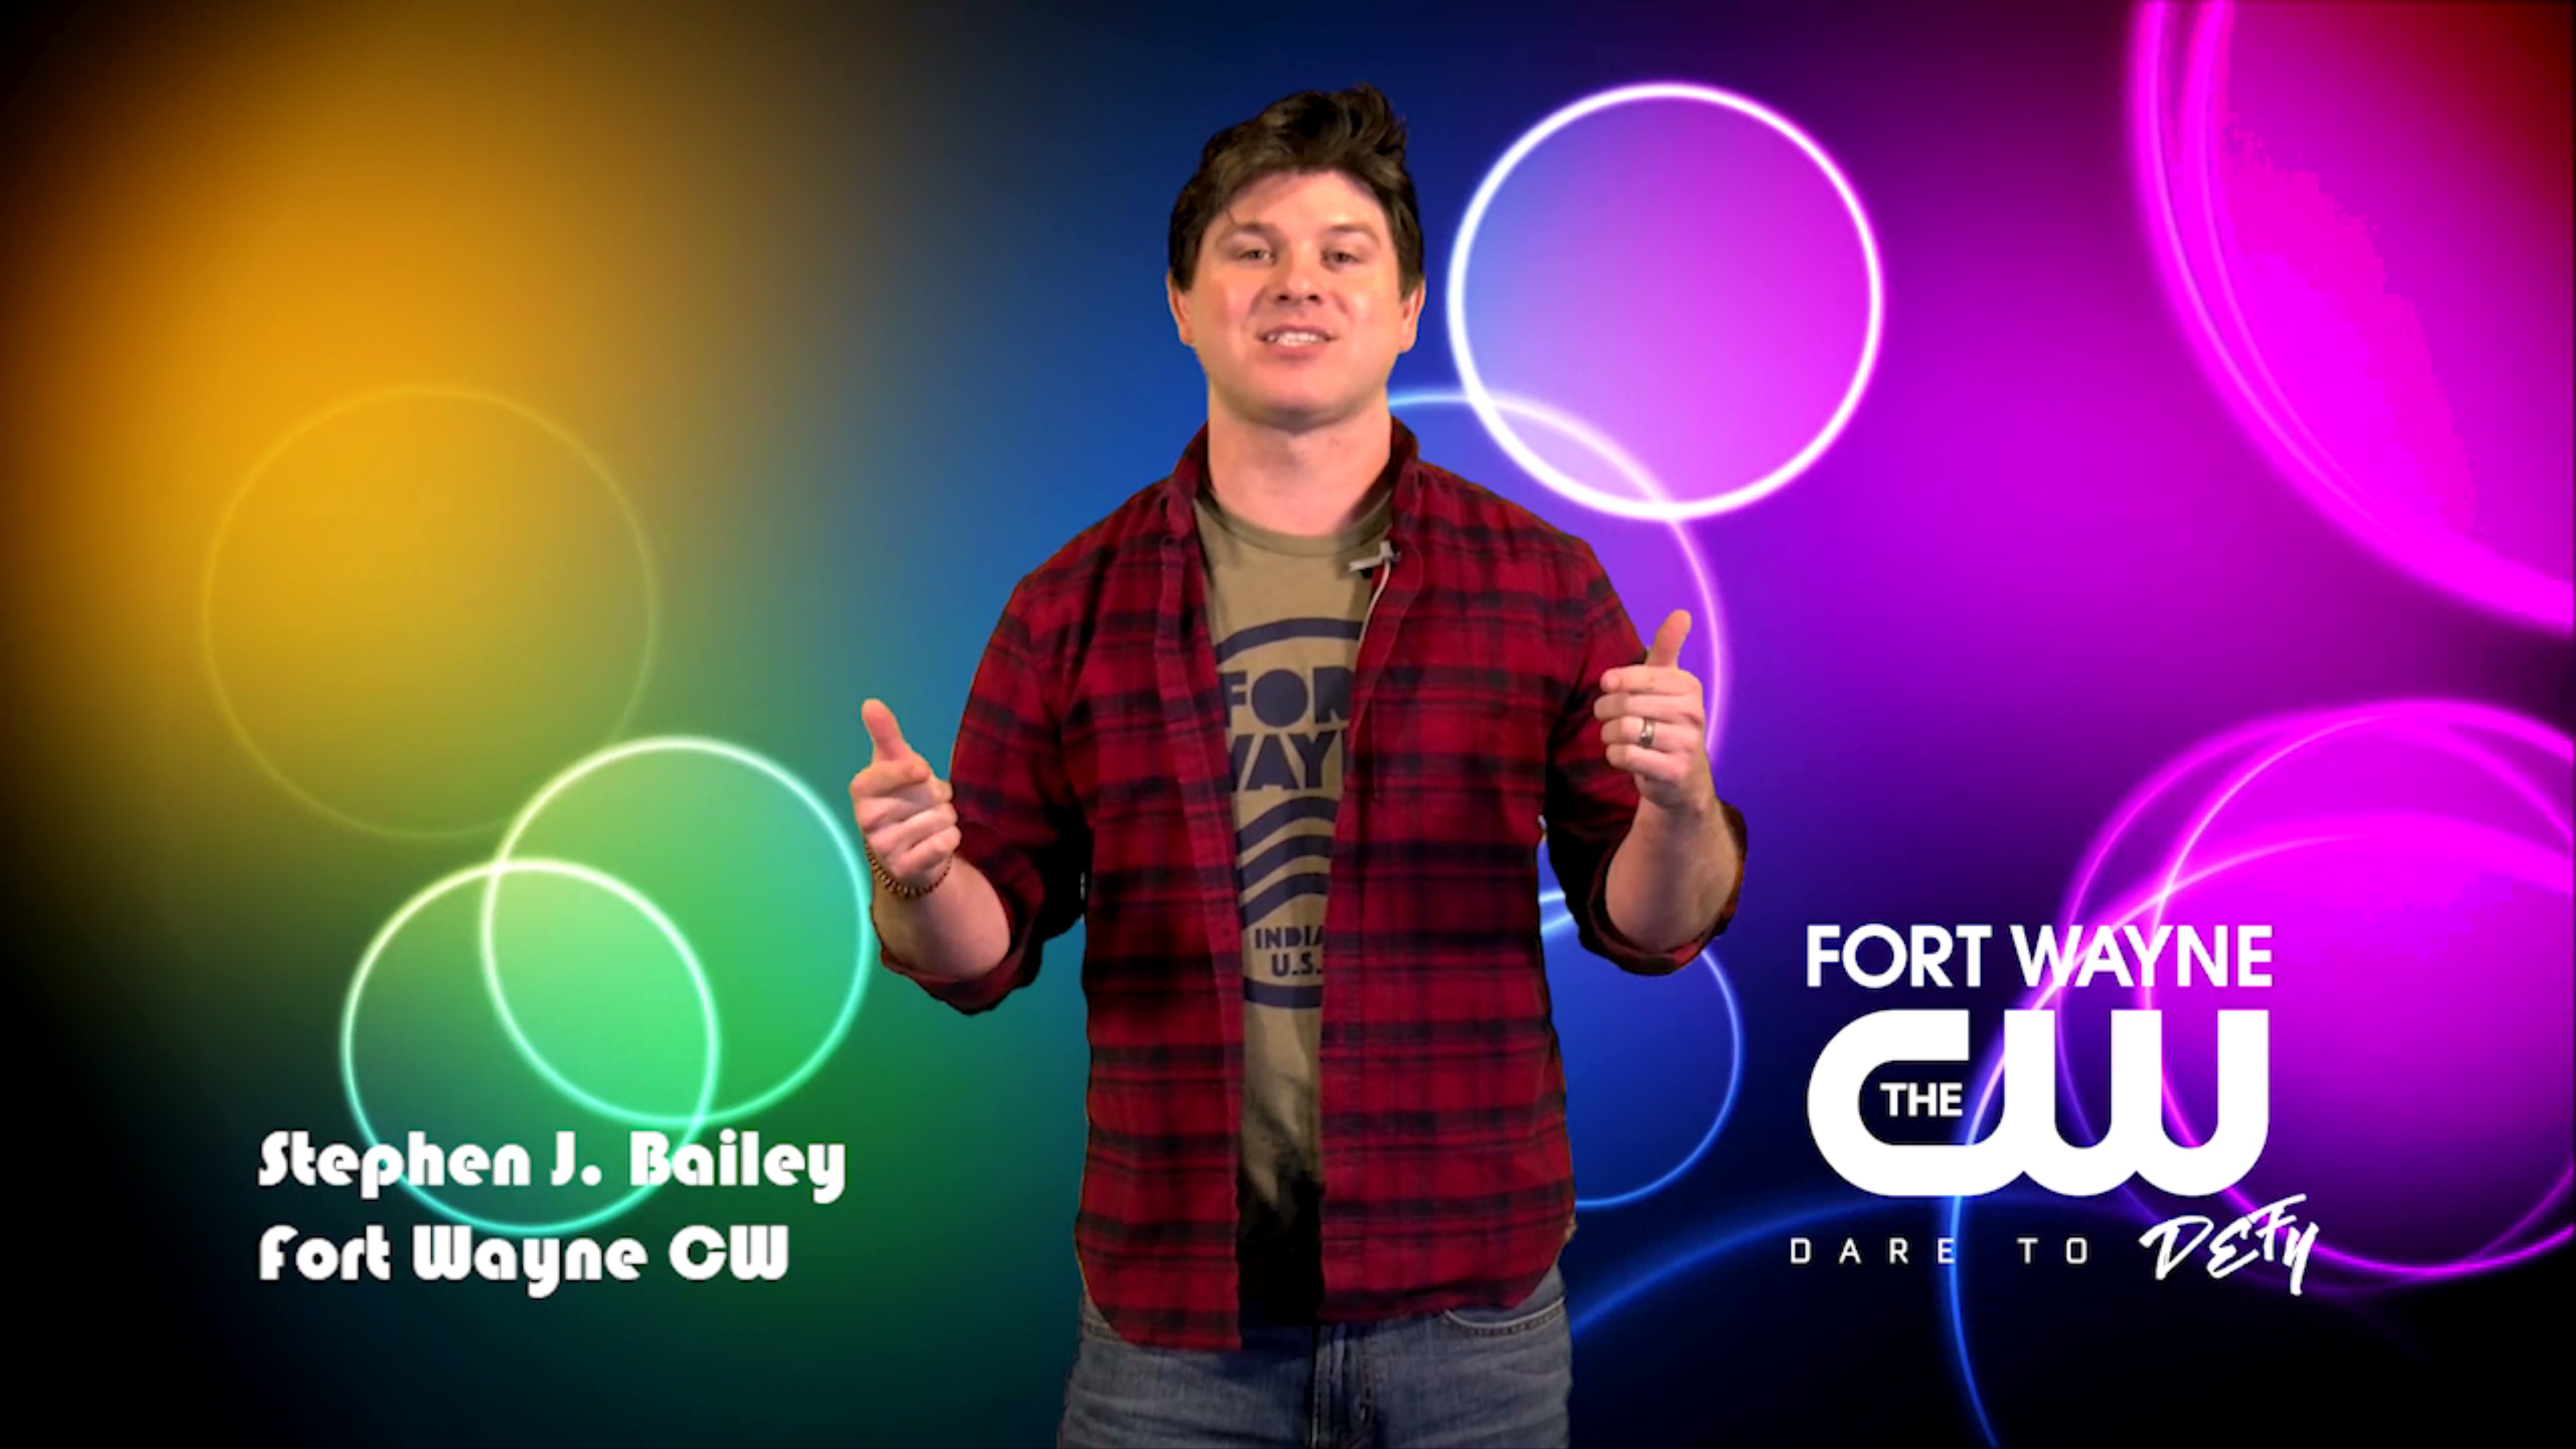 FOR
WAY
INDIA
U.S.
Stephen J. Bailey
Fort Wayne CW
FORT WAYNE
THE
CW
DARE TO DEFY